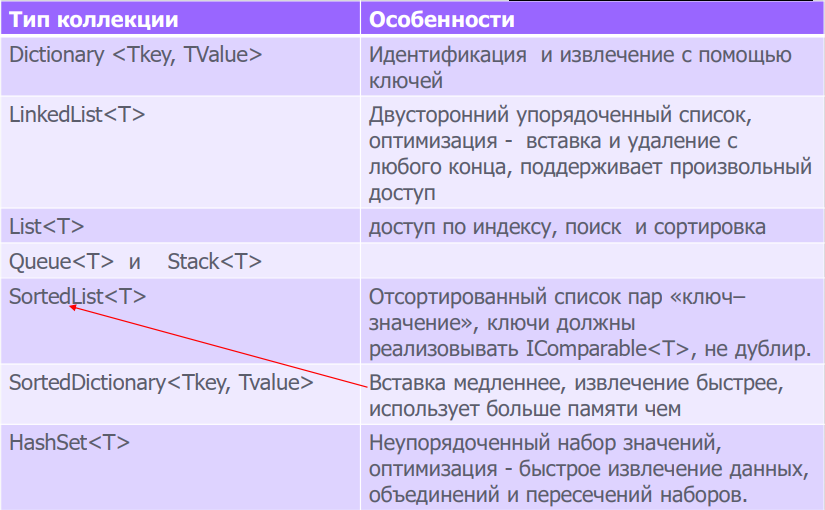 Тип коллекции
Особенности
Dictionary <Tkey, TValue>
Идентификация и извлечение с помощью
ключей
LinkedList<T>
Двусторонний упорядоченный список,
оптимизация - вставка и удаление с
любого конца, поддерживает произвольный
доступ
List<T>
доступ по индексу, поиск и сортировка
Queue<T> и Stack<T>
SortedList<T>
Отсортированный список пар «ключ–
значение», ключи должны
реализовывать IComparable<T>, не дублир.
SortedDictionary<Tkey, Tvalue>
Вставка медленнее, извлечение быстрее,
использует больше памяти чем
HashSet<T>
Неупорядоченный набор значений,
оптимизация - быстрое извлечение данных,
объединений и пересечений наборов.